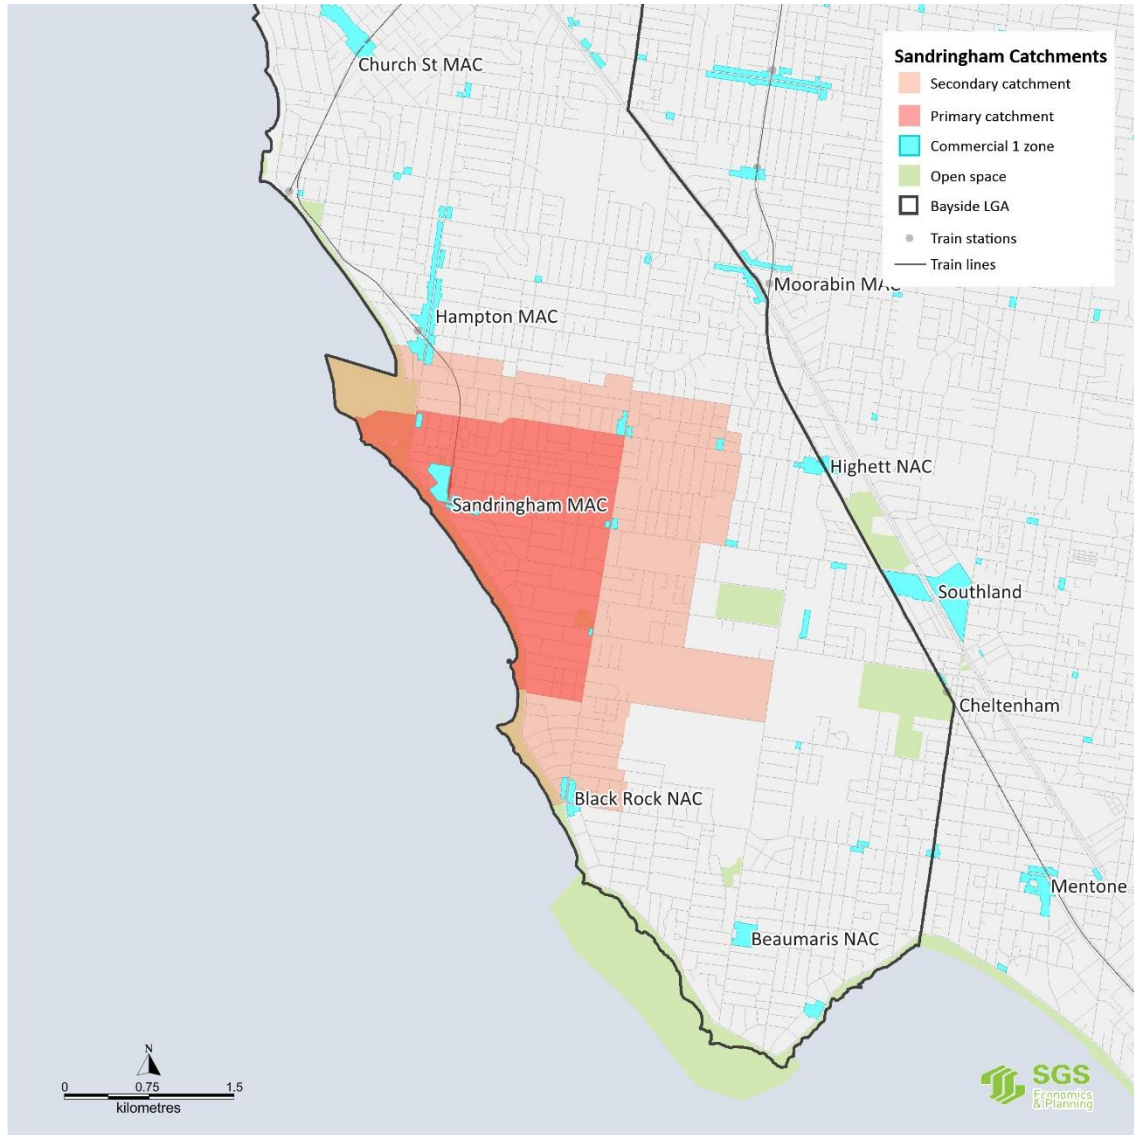 Church St MAC
Sandringham Catchments
Secondary catchment
Primary catchment
Commercial 1 zone
Open space
Bayside LGA
Train stations
Train lines
Moorabin MAC
Hampton MAC
Highett NAC
Sandringham MAC
Southland
Cheltenham
Black Rock NAC
Mentone
Beaumaris NAC
N
0 0.75 1.5
kilometres
SGS
Economics
& Planning